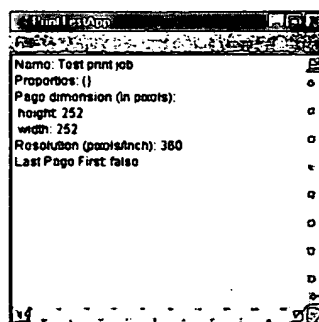 PrintTestApp
Name: Test print job
Properties: {}
Page dimension (in pixels):
height 252
width 252
Resolution (pixels/inch): 360
Last Page First: false